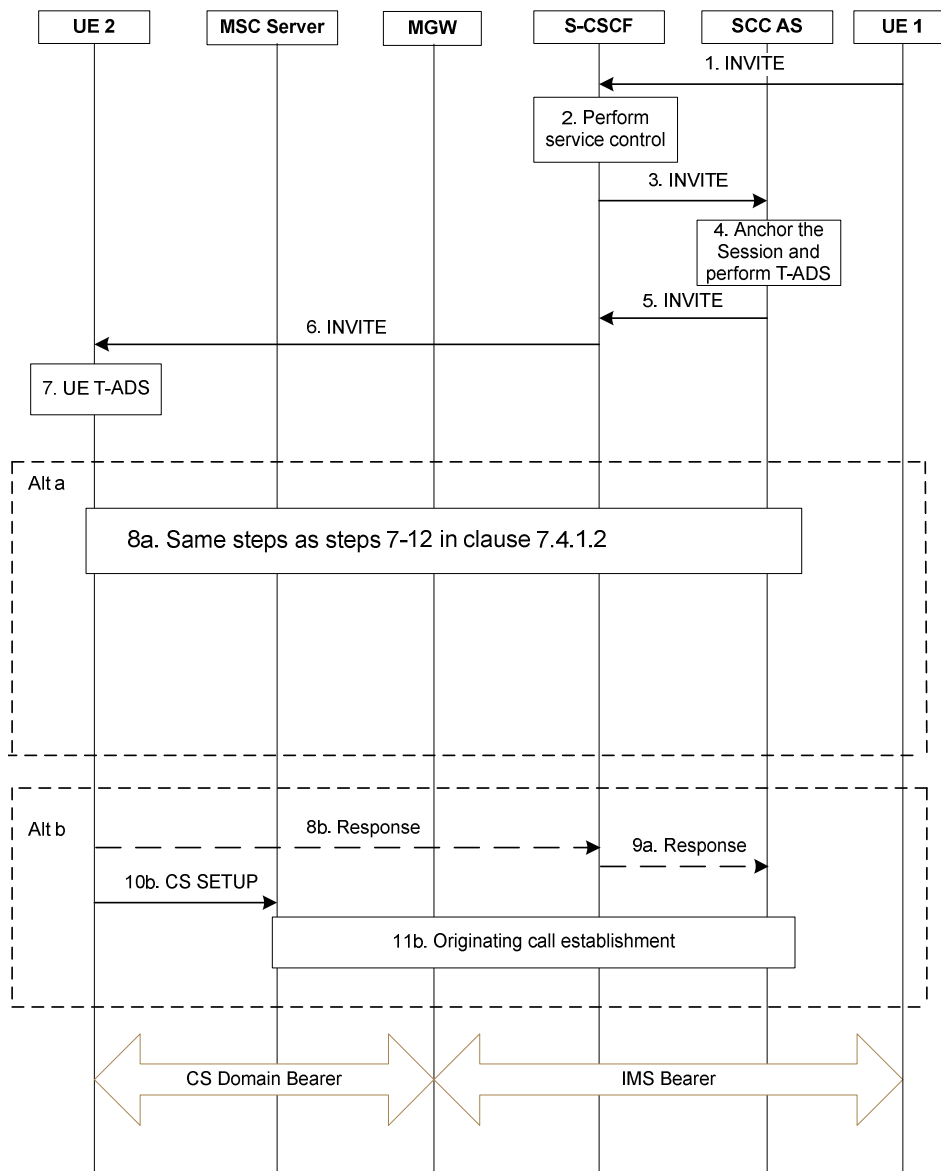 UE 2
MSC Server
MGW
S-CSCF
SCC AS
UE 1
1. INVITE
2. Perform
service control
3. INVITE
4. Anchor the
Session and
perform T-ADS
5. INVITE
6. INVITE
7. UE T-ADS
Alt a
8a. Same steps as steps 7-12 in clause 7.4.1.2
Alt b
8b. Response
9a. Response
10b. CS SETUP
11b. Originating call establishment
CS Domain Bearer
IMS Bearer